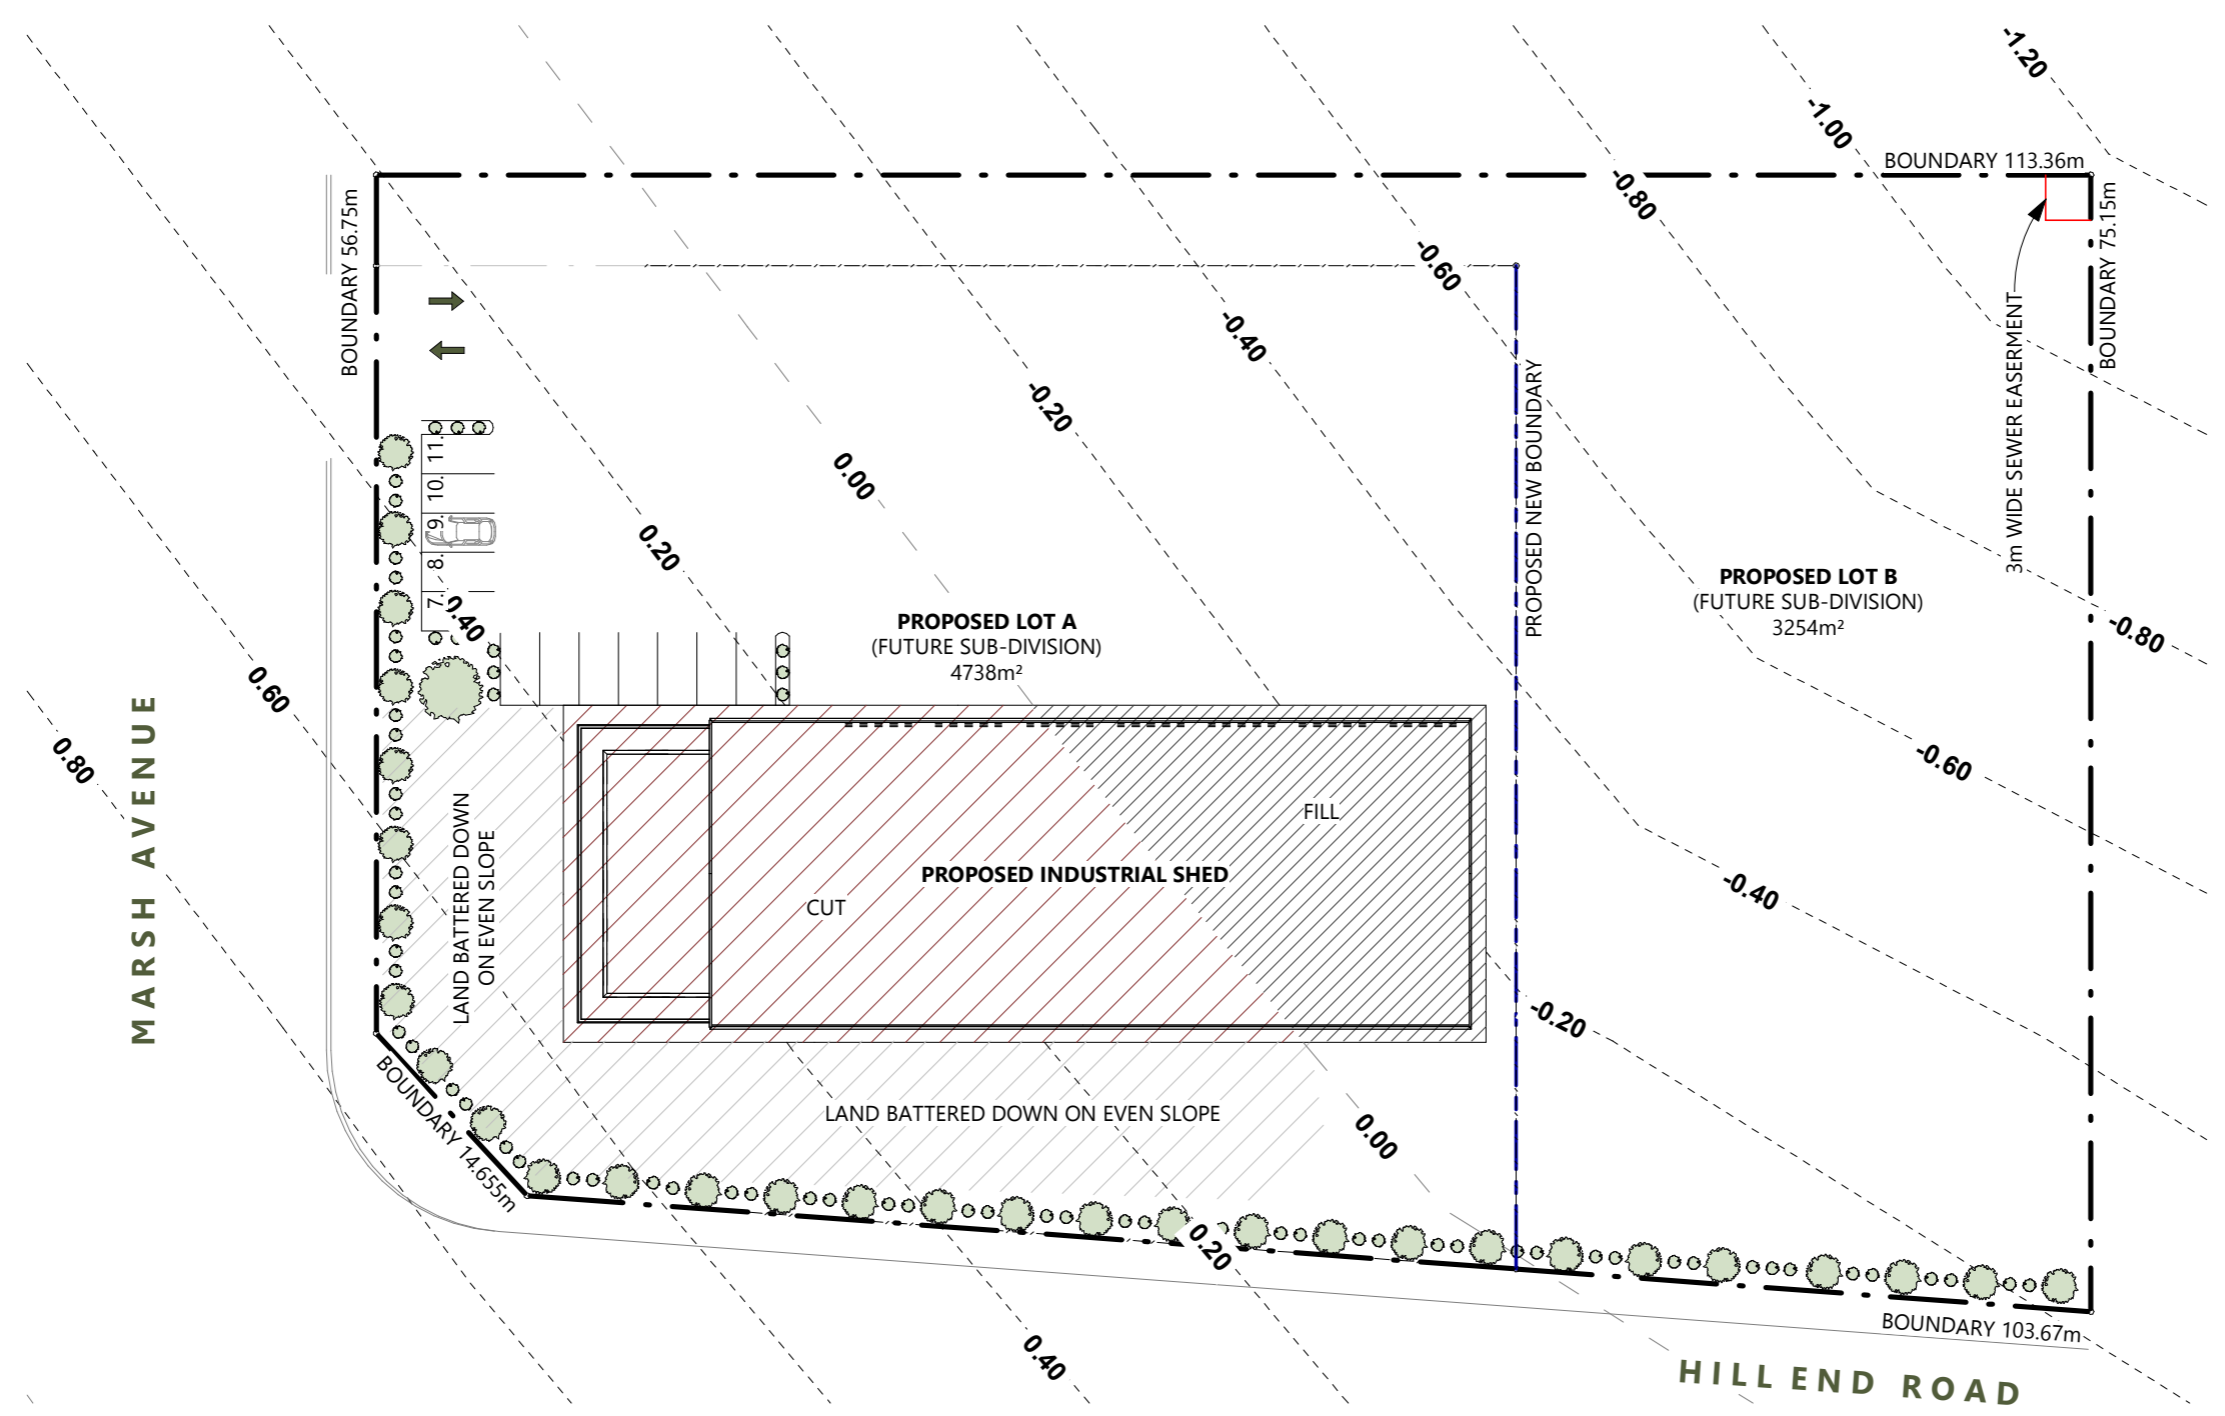 -1.20
-1.00
BOUNDARY 113.36m
-0.80
BOUNDARY 56.75m
BOUNDARY 75.15m
-0.60
-0.40
-0.20
0.00
0.20
PROPOSED NEW BOUNDARY
3m WIDE SEWER EASERMENT
11.
10.
9.
8.
7.
0.40
PROPOSED LOT A
(FUTURE SUB-DIVISION)
4738m²
PROPOSED LOT B
(FUTURE SUB-DIVISION)
3254m²
-0.80
0.60
0.80
MARSH AVENUE
-0.60
FILL
PROPOSED INDUSTRIAL SHED
CUT
LAND BATTERED DOWN
ON EVEN SLOPE
-0.40
-0.20
BOUNDARY 14.655m
LAND BATTERED DOWN ON EVEN SLOPE
0.00
0.20
0.40
BOUNDARY 103.67m
HILL END ROAD